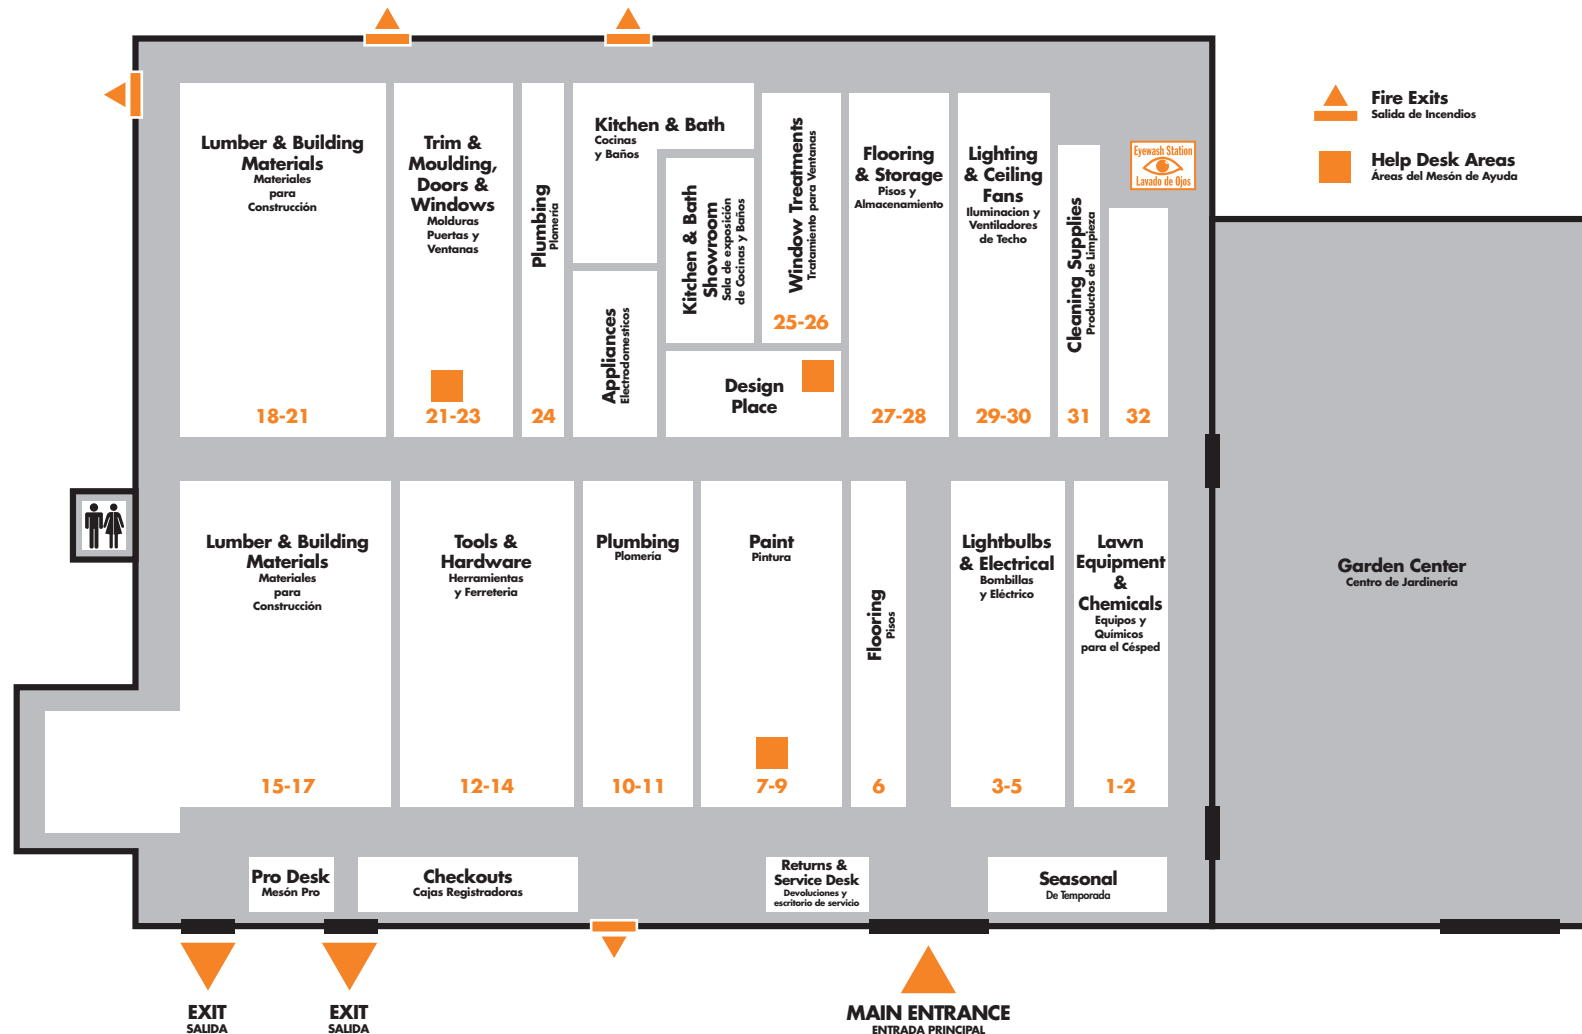 Fire Exits
Salida de Incendios
Help Desk Areas
Áreas del Mesón de Ayuda
Lumber & Building
Materials
Materiales
para
Construcción
18-21
Trim &
Moulding,
Doors &
Windows
Molduras
Puertas y
Ventanas
21-23
Plumbing
Plomería
24
Kitchen & Bath
Cocinas
y Baños
Appliances
Electrodomesticos
Kitchen & Bath
Showroom
Sala de exposición
de Cocinas y Baños
Window Treatments
Tratamiento para Ventanas
25-26
Design
Place
Flooring
& Storage
Pisos y
Almacenamiento
27-28
Lighting
& Ceiling
Fans
Iluminacion y
Ventiladores
de Techo
29-30
Cleaning Supplies
Productos de Limpieza
31
Eyewash Station
Lavado de Ojos
32
Lumber & Building
Materials
Materiales
para
Construcción
15-17
Tools &
Hardware
Herramientas
y Ferreteria
12-14
Plumbing
Plomería
10-11
Paint
Pintura
7-9
Flooring
Pisos
6
Lightbulbs
& Electrical
Bombillas
y Eléctrico
3-5
Lawn
Equipment
&
Chemicals
Equipos y
Químicos
para el Césped
1-2
Garden Center
Centro de Jardinería
Pro Desk
Mesón Pro
Checkouts
Cajas Registradoras
Returns &
Service Desk
Devoluciones y
escritorio de servicio
Seasonal
De Temporada
EXIT
SALIDA
EXIT
SALIDA
MAIN ENTRANCE
ENTRADA PRINCIPAL